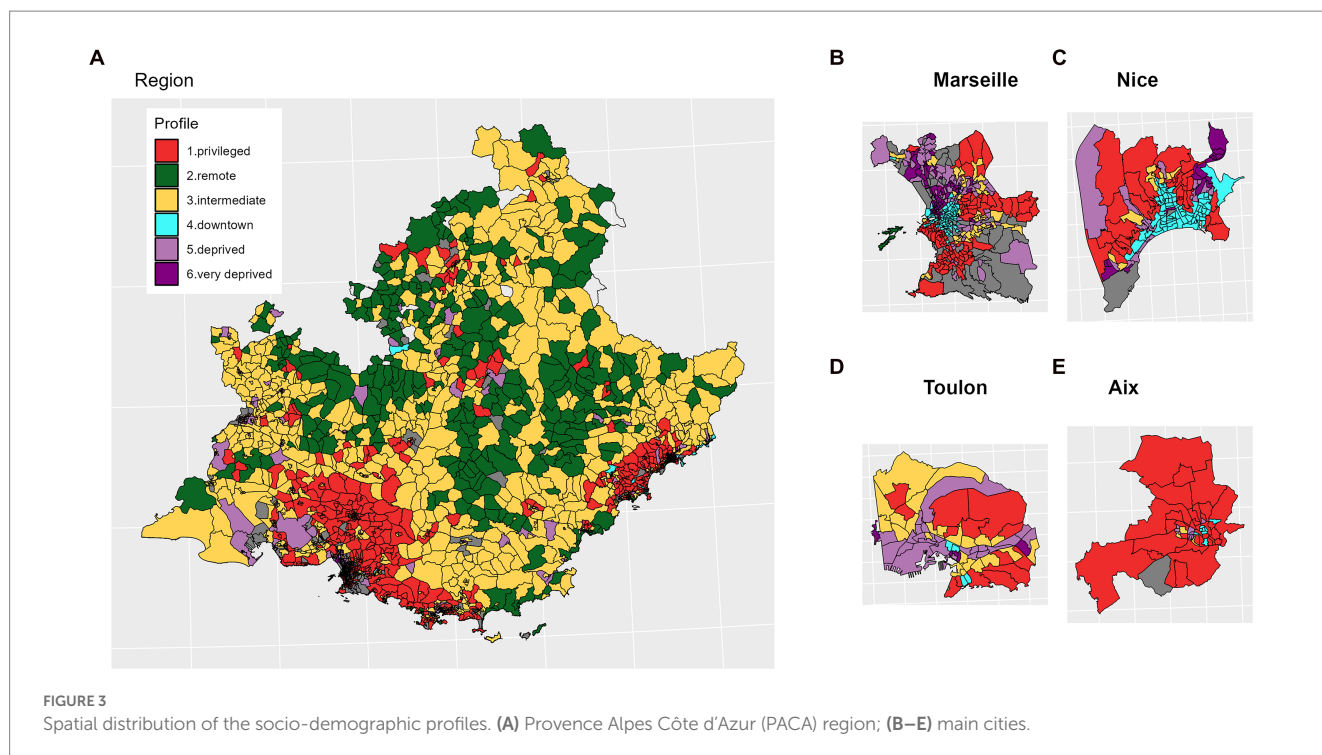 A
Region
Profile
1.privileged
2.remote
3.intermediate
4.downtown
5.deprived
6.very deprived
B
Marseille
C
Nice
D
Toulon
E
Aix
FIGURE 3
Spatial distribution of the socio-demographic profiles. (A) Provence Alpes Côte d'Azur (PACA) region; (B–E) main cities.